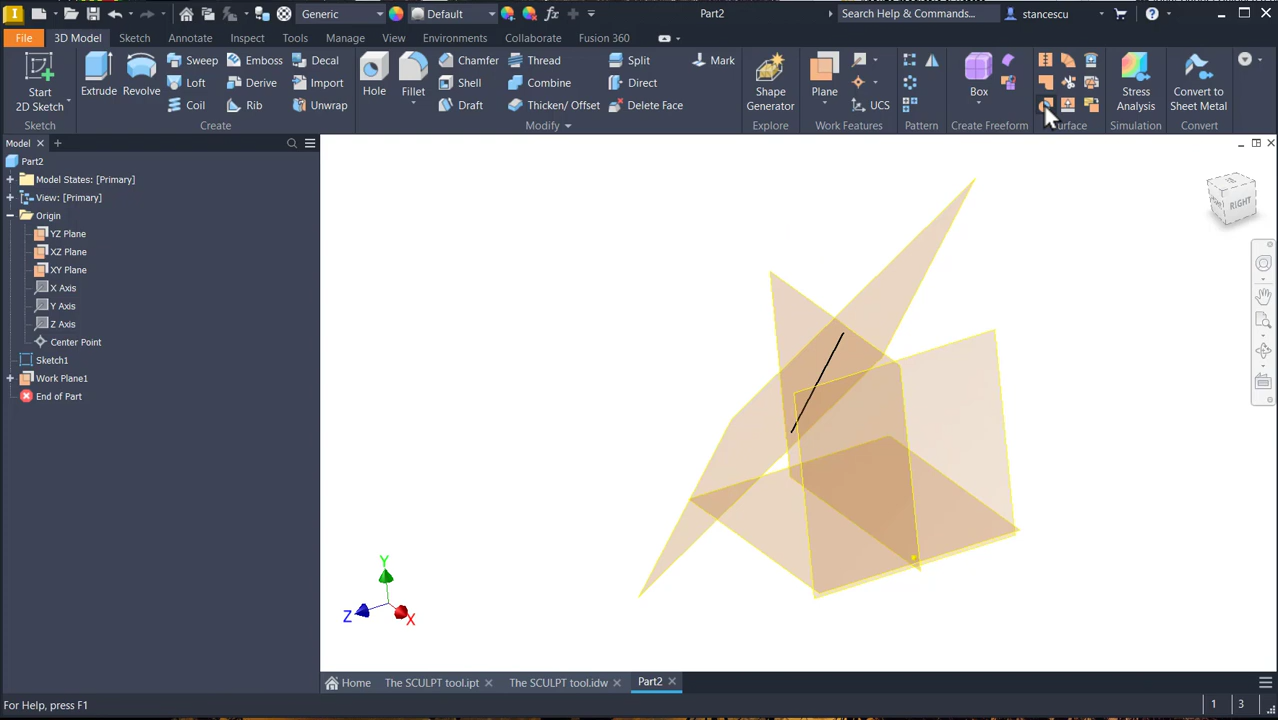 Generic
Default
Part2
Search Help & Commands...
stancescu
File
3D Model
Sketch
Annotate
Inspect
Tools
Manage
View
Environments
Collaborate
Fusion 360
Start
2D Sketch
Extrude
Revolve
Sweep
Loft
Coil
Emboss
Derive
Rib
Decal
Import
Unwrap
Hole
Fillet
Chamfer
Shell
Draft
Thread
Combine
Thicken/ Offset
Split
Direct
Delete Face
Mark
Shape
Generator
Plane
UCS
Box
Stress
Analysis
Convert to
Sheet Metal
Sketch
Create
Modify
Explore
Work Features
Pattern
Create Freeform
urface
Simulation
Convert
Model
Part2
Model States: [Primary]
View: [Primary]
Origin
YZ Plane
XZ Plane
XY Plane
X Axis
Y Axis
Z Axis
Center Point
Sketch1
Work Plane1
End of Part
RIGHT
Y
Z
X
Home
The SCULPT tool.ipt
The SCULPT tool.idw
Part2
For Help, press F1
1
3